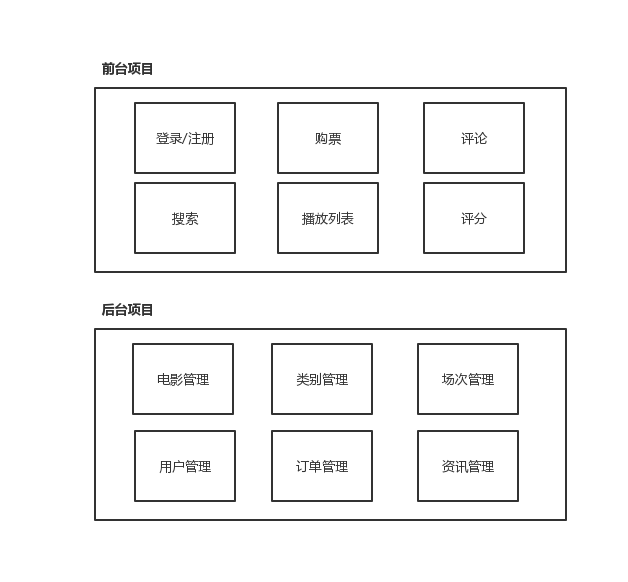 前台项目
登录/注册
购票
评论
搜索
播放列表
评分
后台项目
电影管理
类别管理
场次管理
用户管理
订单管理
资讯管理